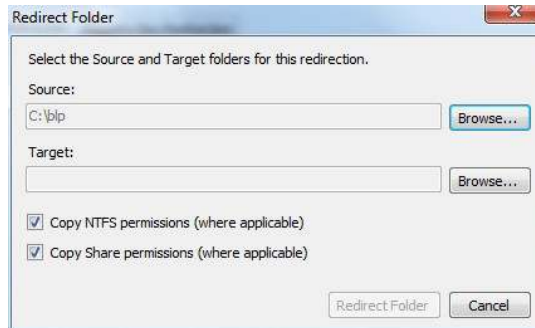 Redirect Folder
Select the Source and Target folders for this redirection.
Source:
C:\blp
Browse...
Target:
Browse...
Copy NTFS permissions (where applicable)
Copy Share permissions (where applicable)
Redirect Folder
Cancel